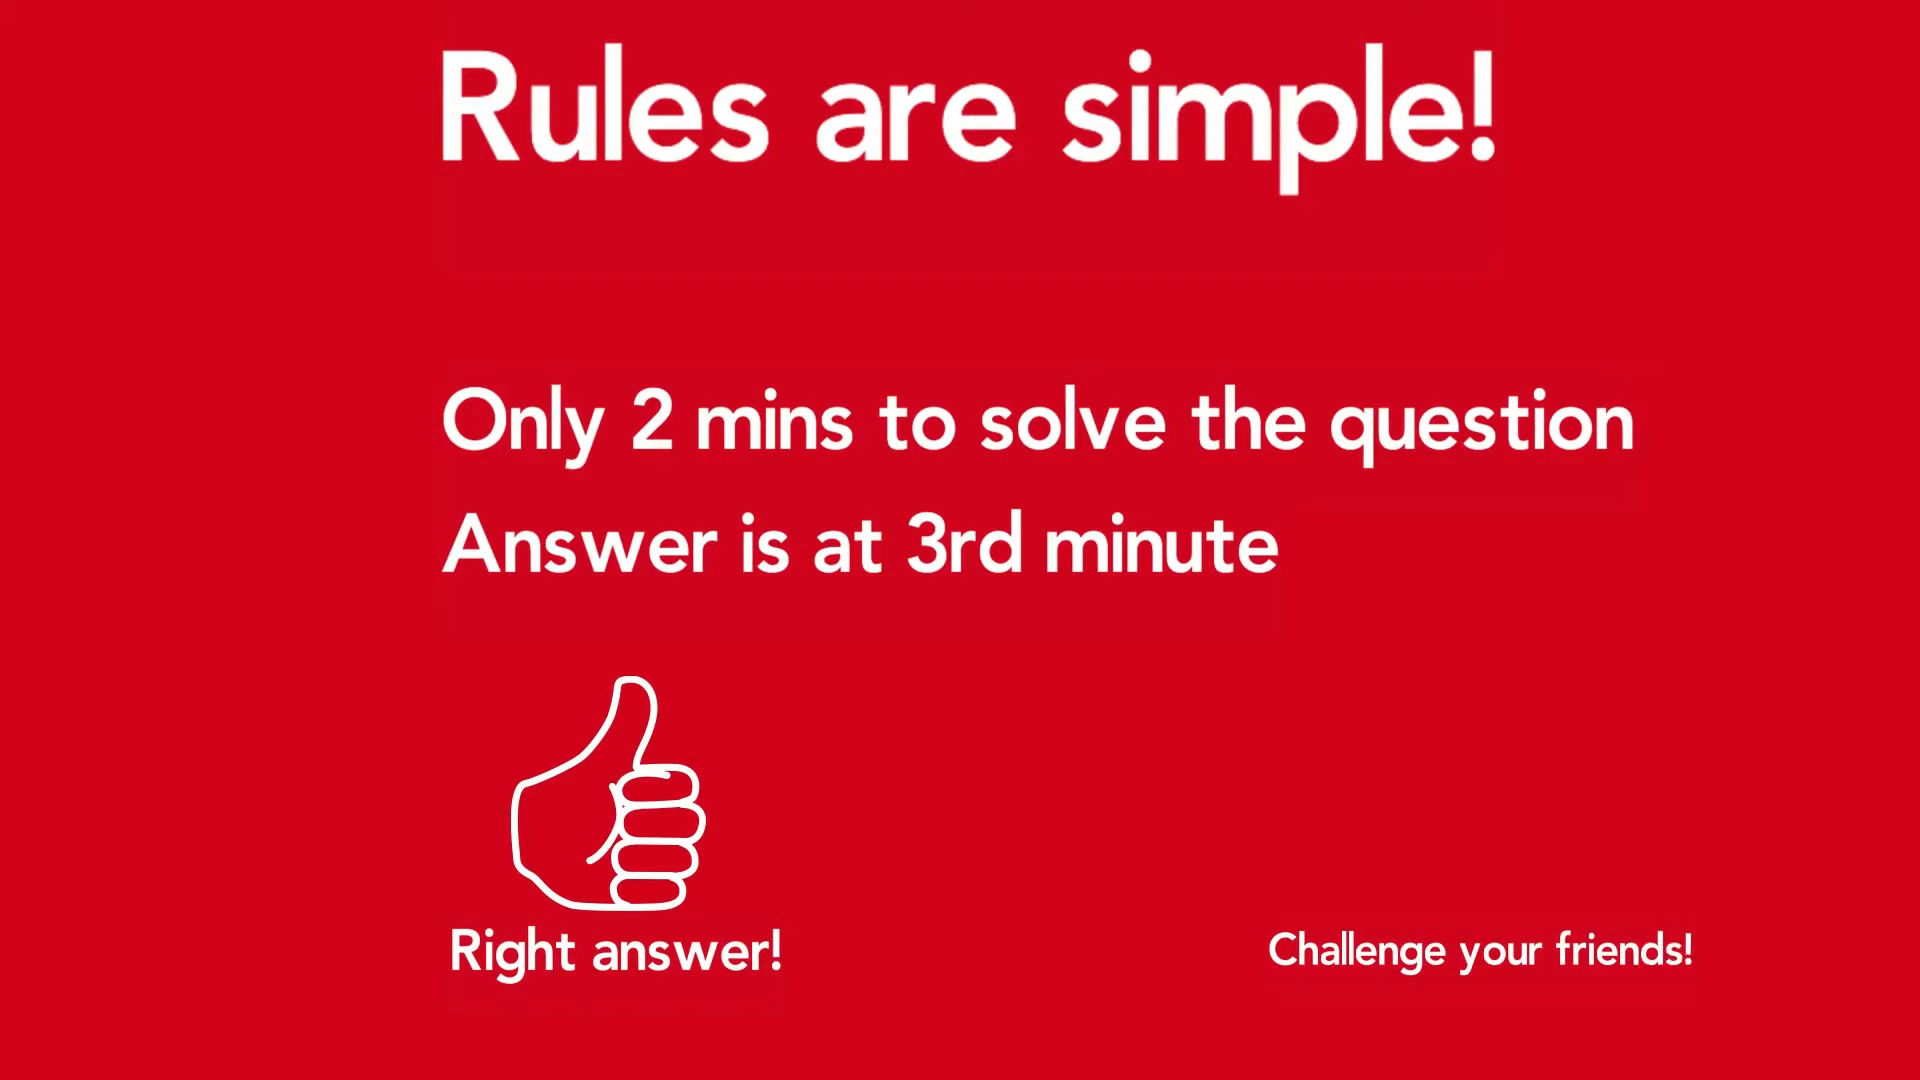 Rules are simple!
Only 2 mins to solve the question
Answer is at 3rd minute
Right answer!
Challenge your friends!